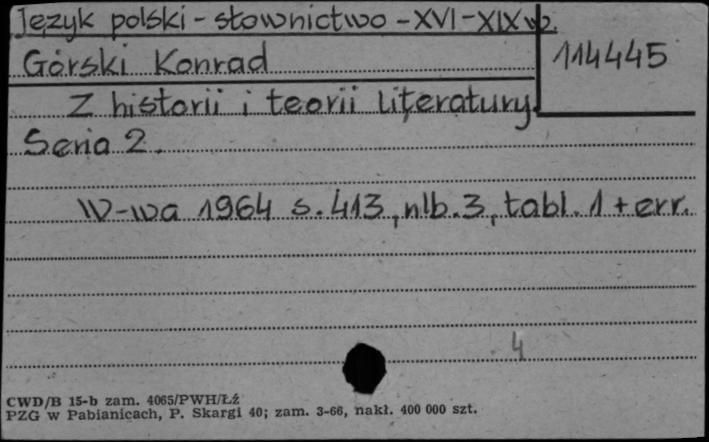 Język polski - słownictwo - XVI - XIX w.
Górski Konrad
114445
Z historii i teorii literatury.
Seria 2.
W-wa 1964 s. 413, nlb. 3, tabl. 1 + err.
4
CWD/B 15-b zam. 4065/PWH/Łź
PZG w Pabianicach, P. Skargi 40; zam. 3-66, nakł. 400 000 szt.